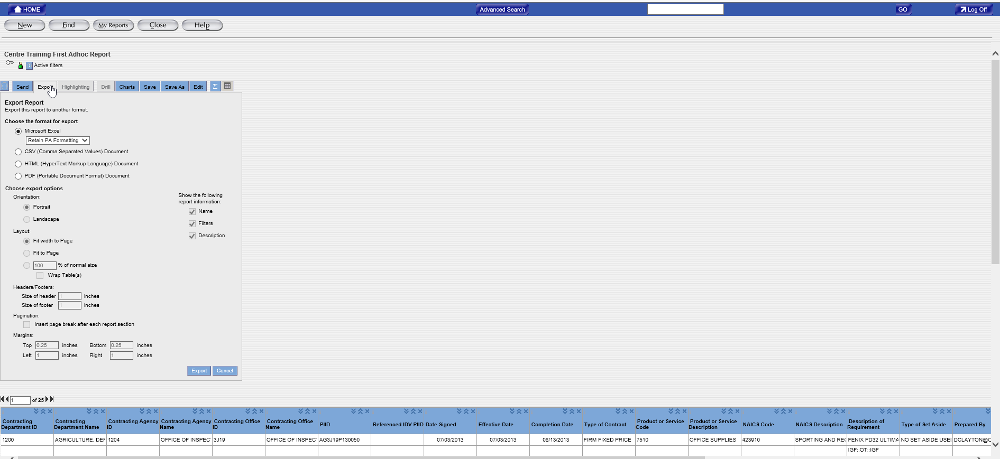 HOME Advanced Search GO Log Off
New Find My Reports Close Help
Centre Training First Adhoc Report
Active filters
Send Export Highlighting Drill Charts Save Save As Edit Σ
Export Report
Export this report to another format.
Choose the format for export
Microsoft Excel
Retain PA Formatting
CSV (Comma Separated Values) Document
HTML (HyperText Markup Language) Document
PDF (Portable Document Format) Document
Choose export options
Orientation:
Portrait
Landscape
Show the following
report information:
Name
Filters
Description
Layout:
Fit width to Page
Fit to Page
100 % of normal size
Wrap Table(s)
Headers/Footers:
Size of header 1 inches
Size of footer 1 inches
Pagination:
Insert page break after each report section
Margins:
Top 0.25 inches Bottom 0.25 inches
Left 1 inches Right 1 inches
Export Cancel
1 of 25
Contracting Department ID Contracting Department Name Contracting Agency ID Contracting Agency Name Contracting Office ID Contracting Office Name PIID Referenced IDV PIID Date Signed Effective Date Completion Date Type of Contract Product or Service Code Product or Service Description NAICS Code NAICS Description Description of Requirement Type of Set Aside Prepared By
1200 AGRICULTURE, DEF 1204 OFFICE OF INSPEC 3J19 OFFICE OF INSPEC AG3J19P130050 07/03/2013 07/03/2013 08/13/2013 FIRM FIXED PRICE 7510 OFFICE SUPPLIES 423910 SPORTING AND REC FENIX PD32 ULTIMA NO SET ASIDE USE DCLAYTON@
IGF::OT::IGF